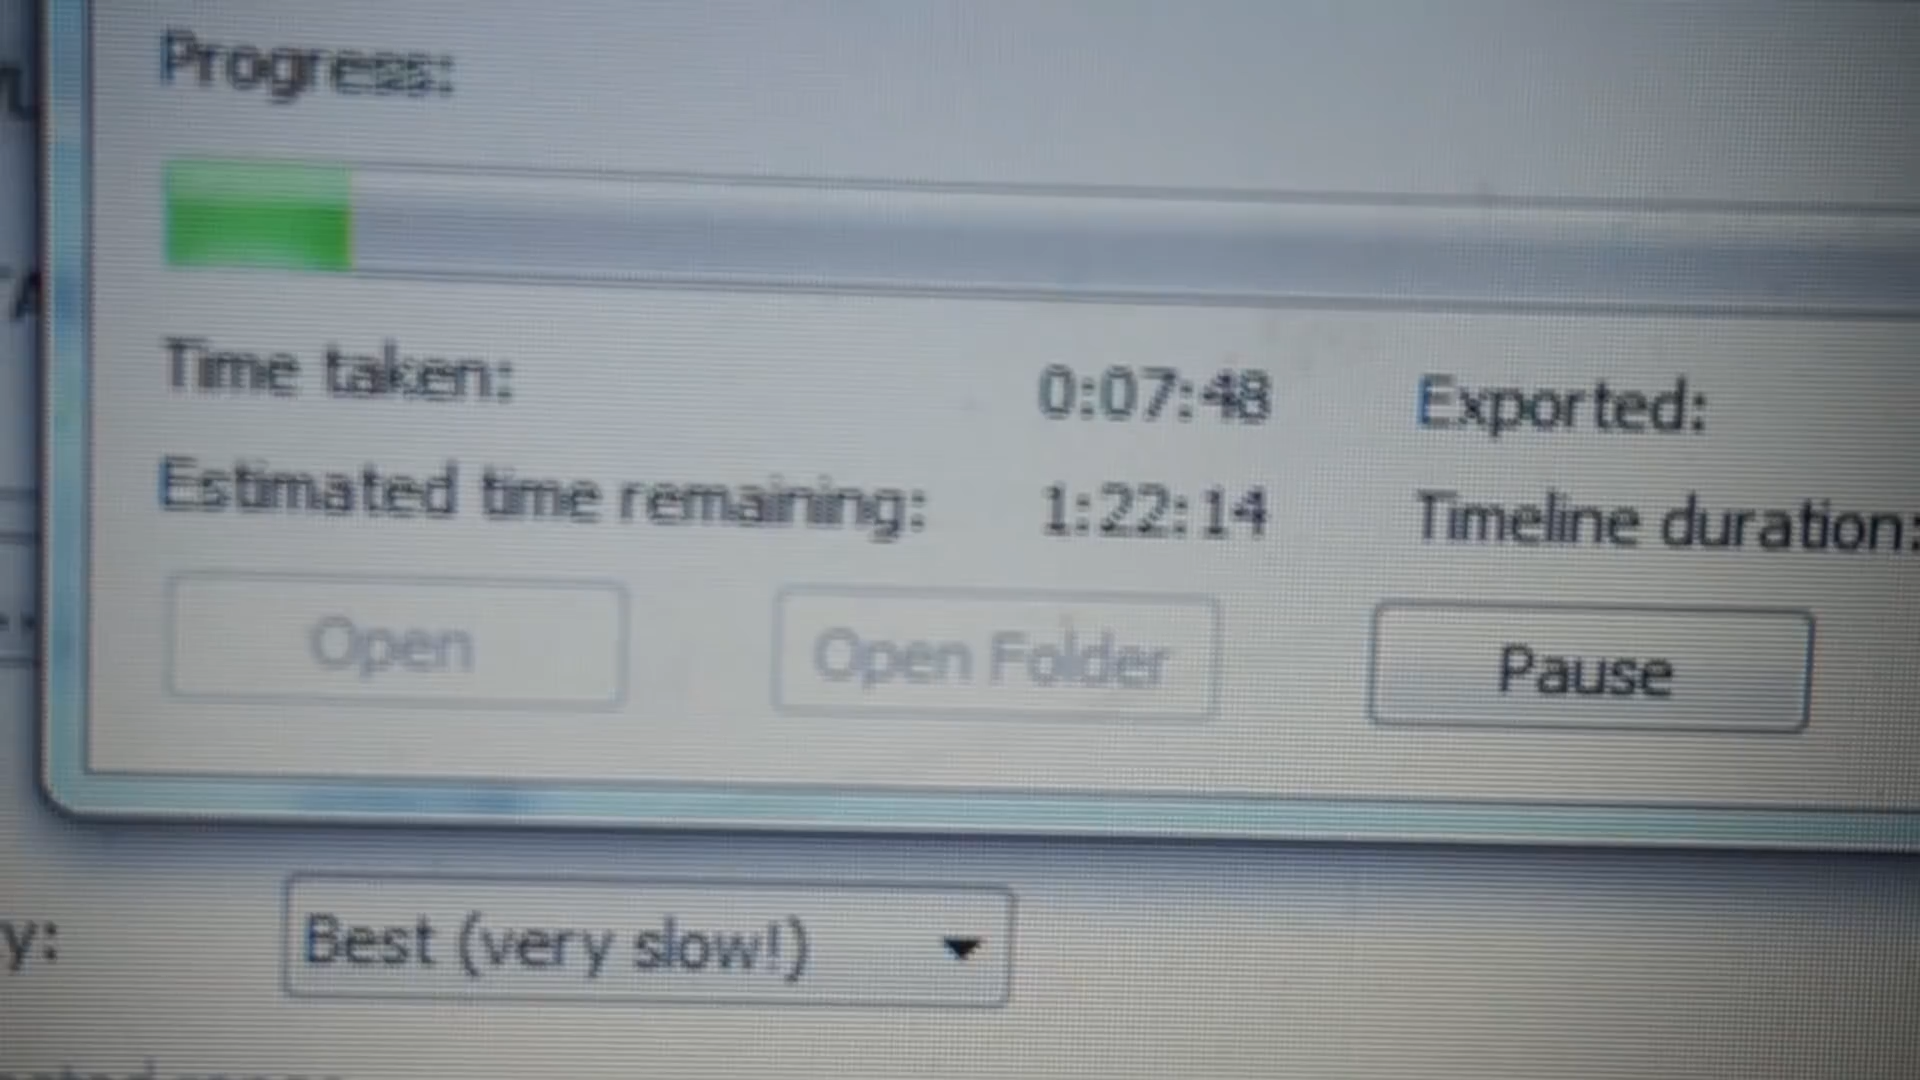 Progress:
Time taken: 0:07:48 Exported:
Estimated time remaining: 1:22:14 Timeline duration:
Open Open Folder Pause
y: Best (very slow!)